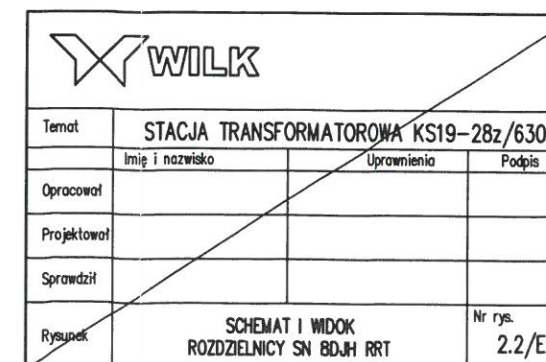 WILK
Temat STACJA TRANSFORMATOROWA KS19-28z/630
Imię i nazwisko Uprawnienia Podpis
Opracował
Projektował
Sprawdził
Rysunek SCHEMAT I WIDOK
ROZDZIELNICY SN 8DJH RRT
Nr rys.
2.2/E